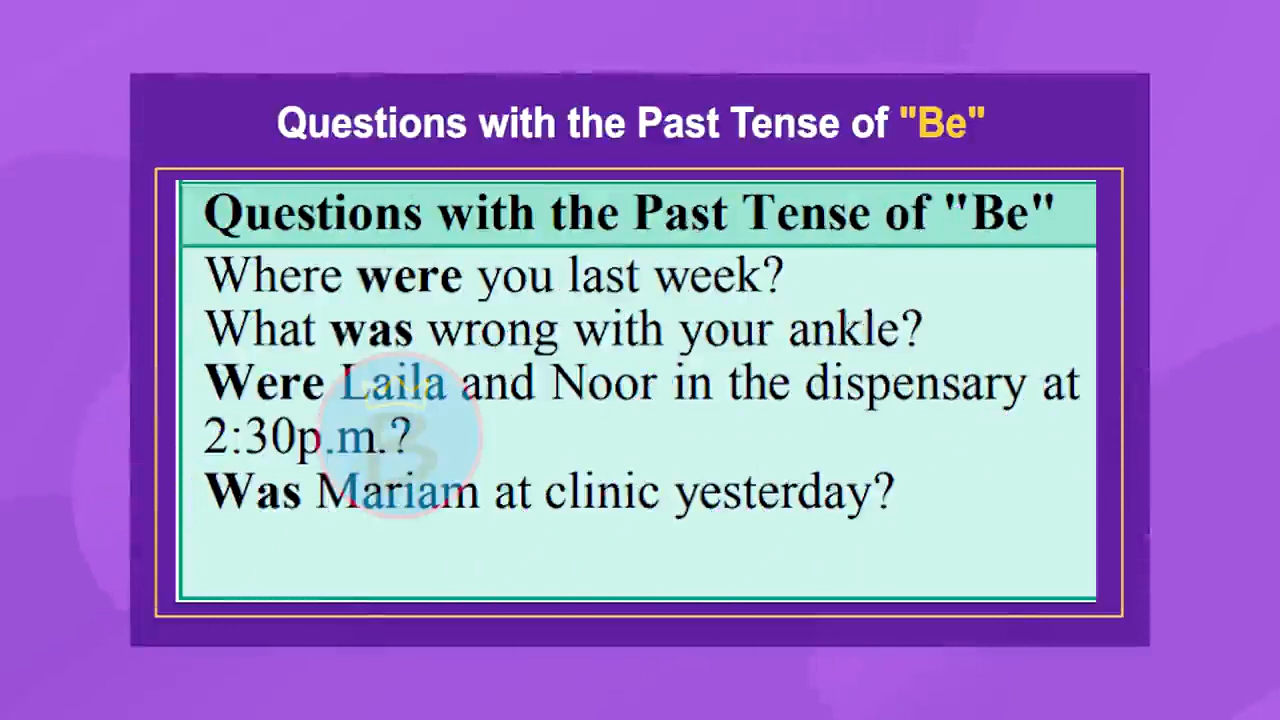 Questions with the Past Tense of "Be"
Questions with the Past Tense of "Be"
Where were you last week?
What was wrong with your ankle?
Were Laila and Noor in the dispensary at
2:30p.m.?
Was Mariam at clinic yesterday?
B